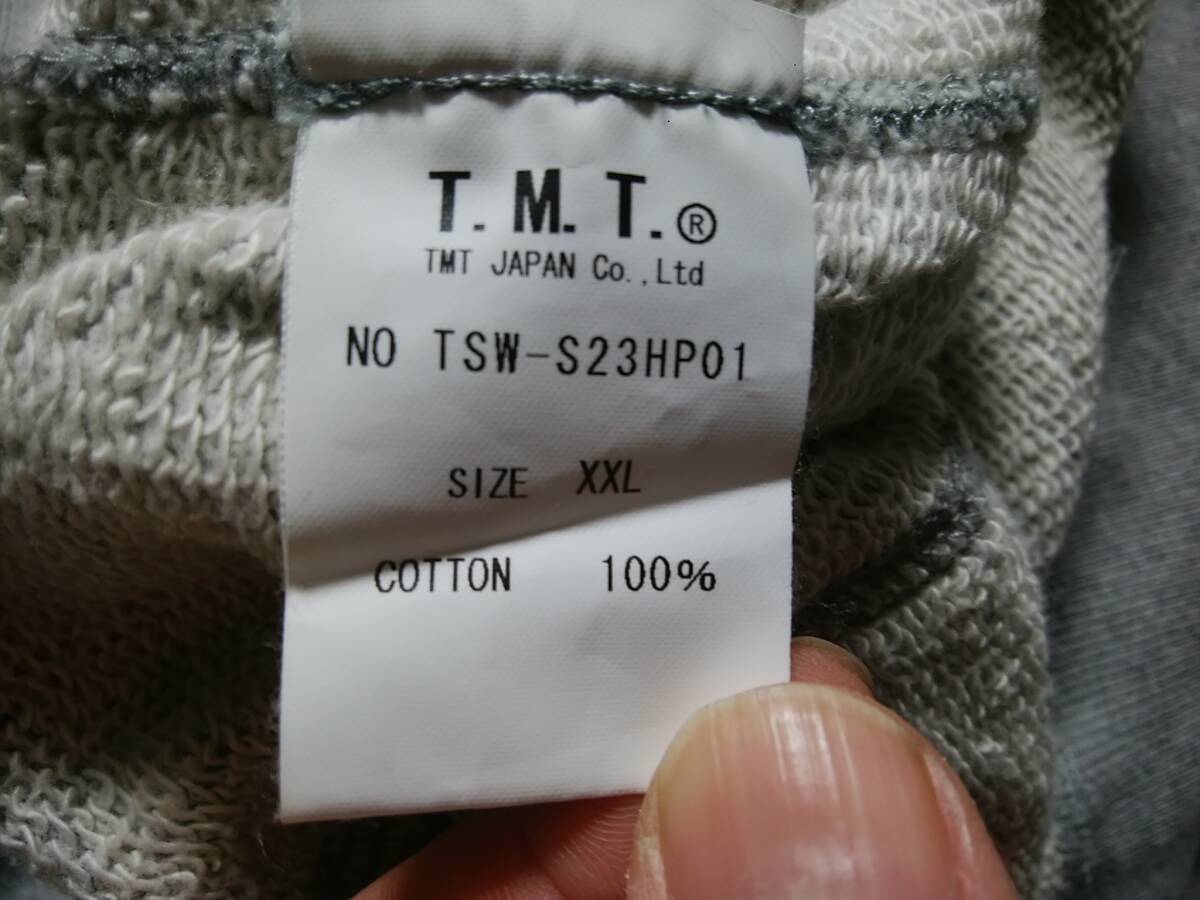 T.M.T.®
TMT JAPAN Co.,Ltd
NO TSW-S23HP01
SIZE XXL
COTTON 100%